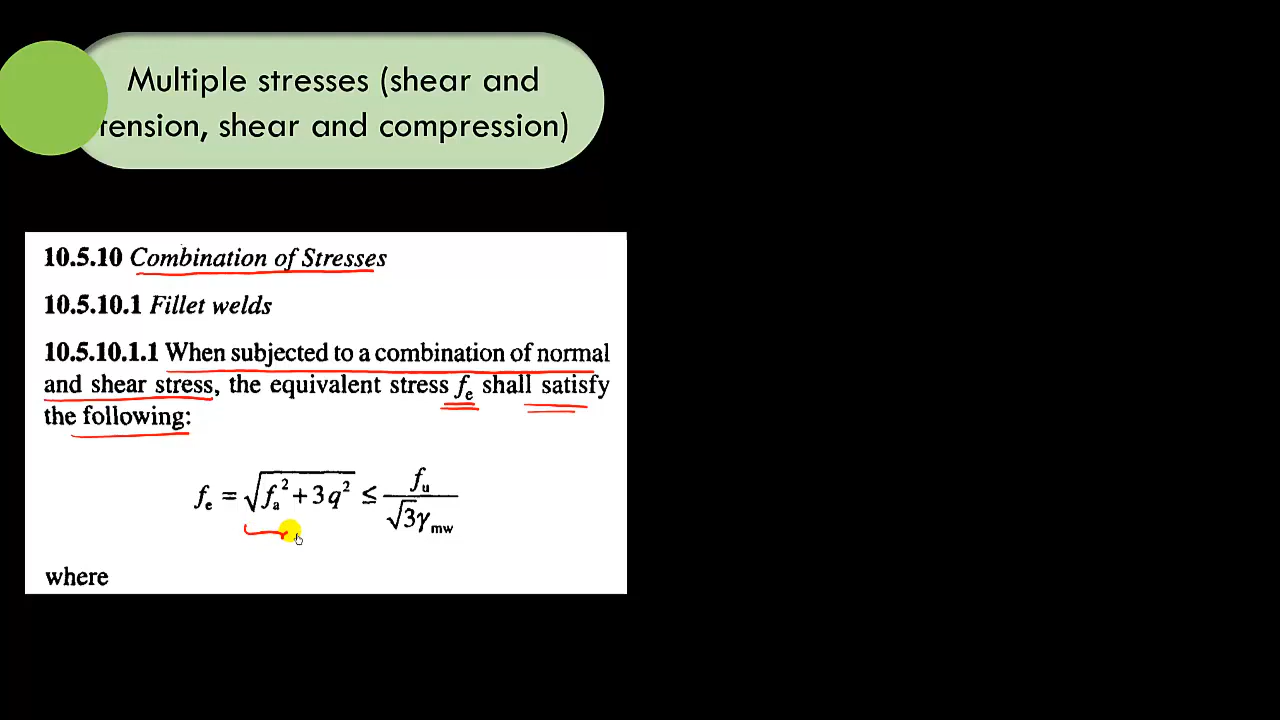 Multiple stresses (shear and
tension, shear and compression)
10.5.10 Combination of Stresses
10.5.10.1 Fillet welds
10.5.10.1.1 When subjected to a combination of normal
and shear stress, the equivalent stress fₑ shall satisfy
the following:
fₑ = √(fₐ² + 3q²) ≤ fᵤ / (√3 γ_mw)
where